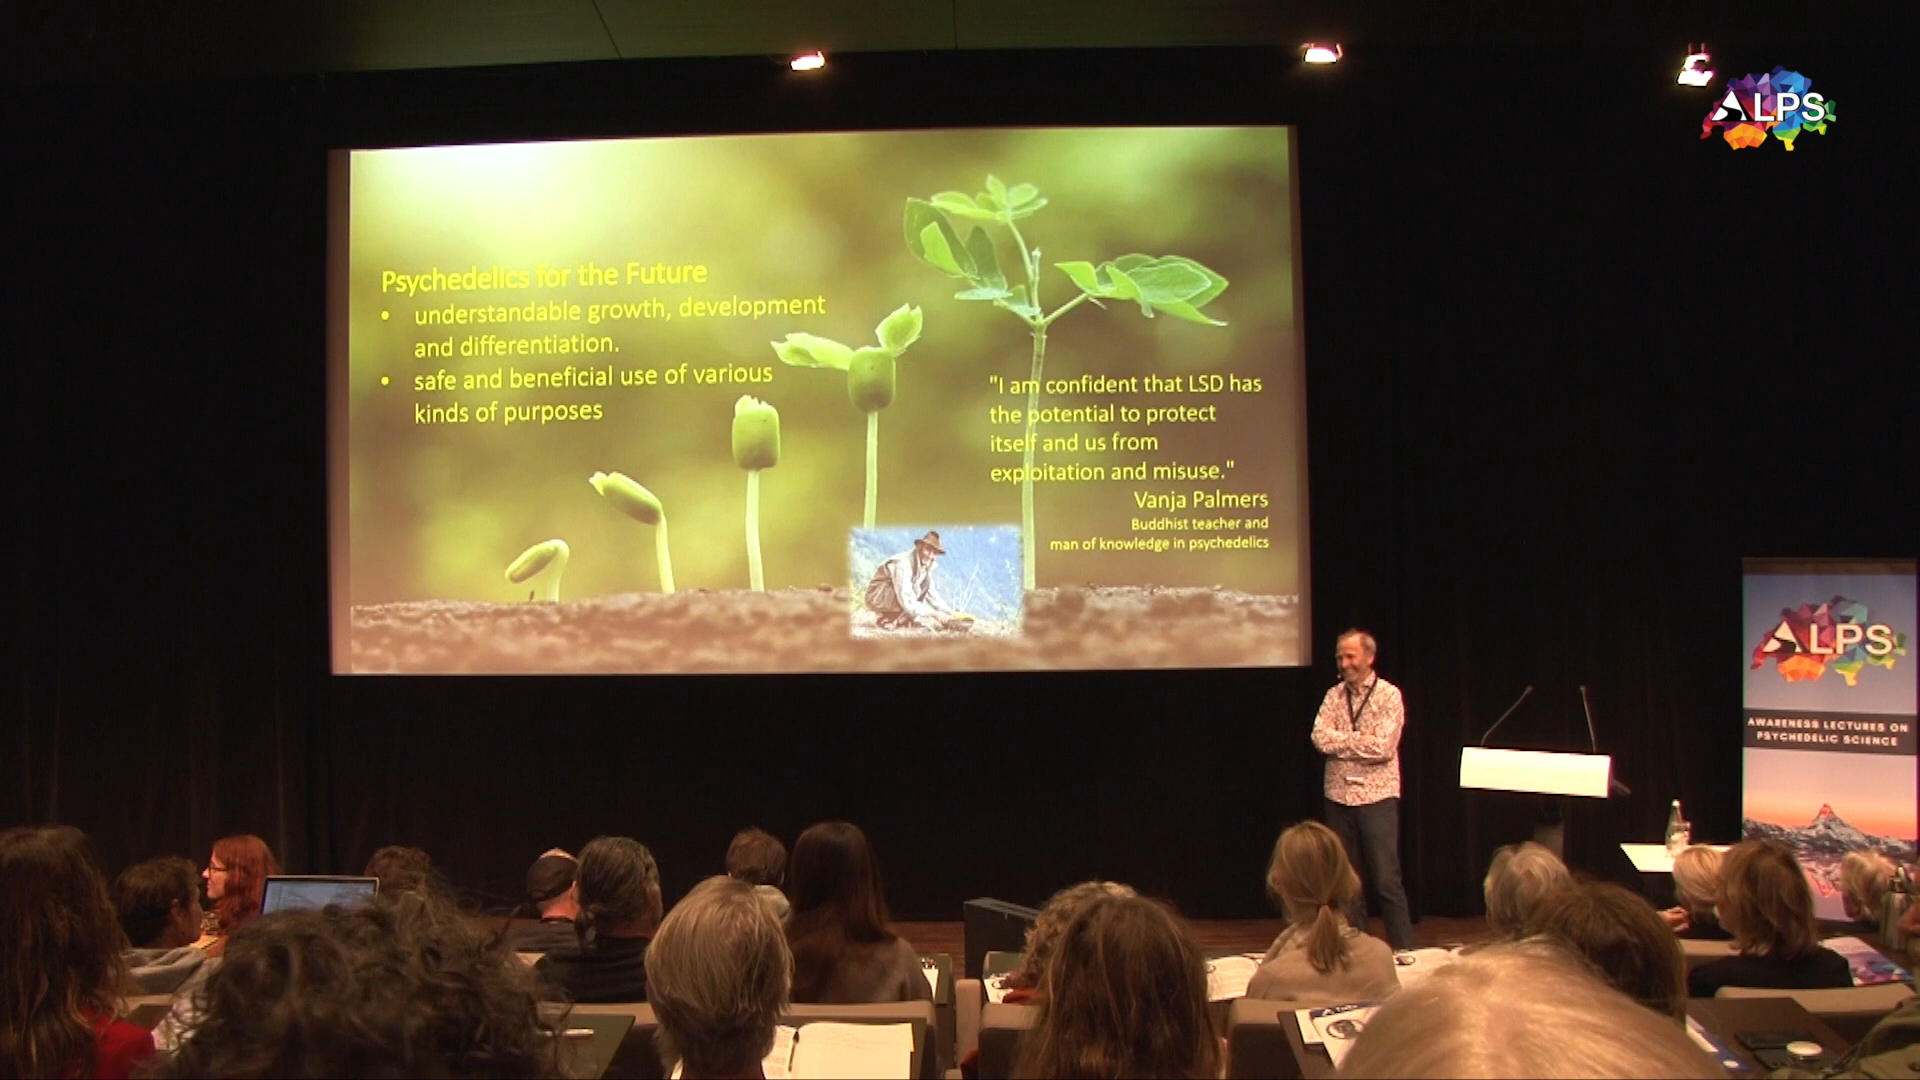 ALPS
Psychedelics for the Future
• understandable growth, development
and differentiation.
• safe and beneficial use of various
kinds of purposes
"I am confident that LSD has
the potential to protect
itself and us from
exploitation and misuse."
Vanja Palmers
Buddhist teacher and
man of knowledge in psychedelics
ALPS
AWARENESS LECTURES ON
PSYCHEDELIC SCIENCE